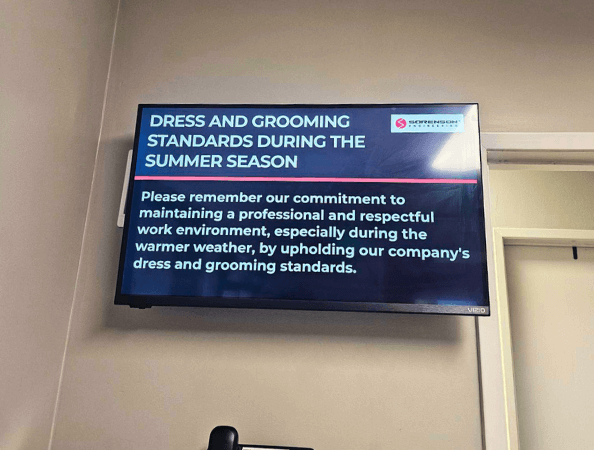 DRESS AND GROOMING
STANDARDS DURING THE
SUMMER SEASON
SORENSON
ENGINEERING
Please remember our commitment to
maintaining a professional and respectful
work environment, especially during the
warmer weather, by upholding our company's
dress and grooming standards.
VIZIO